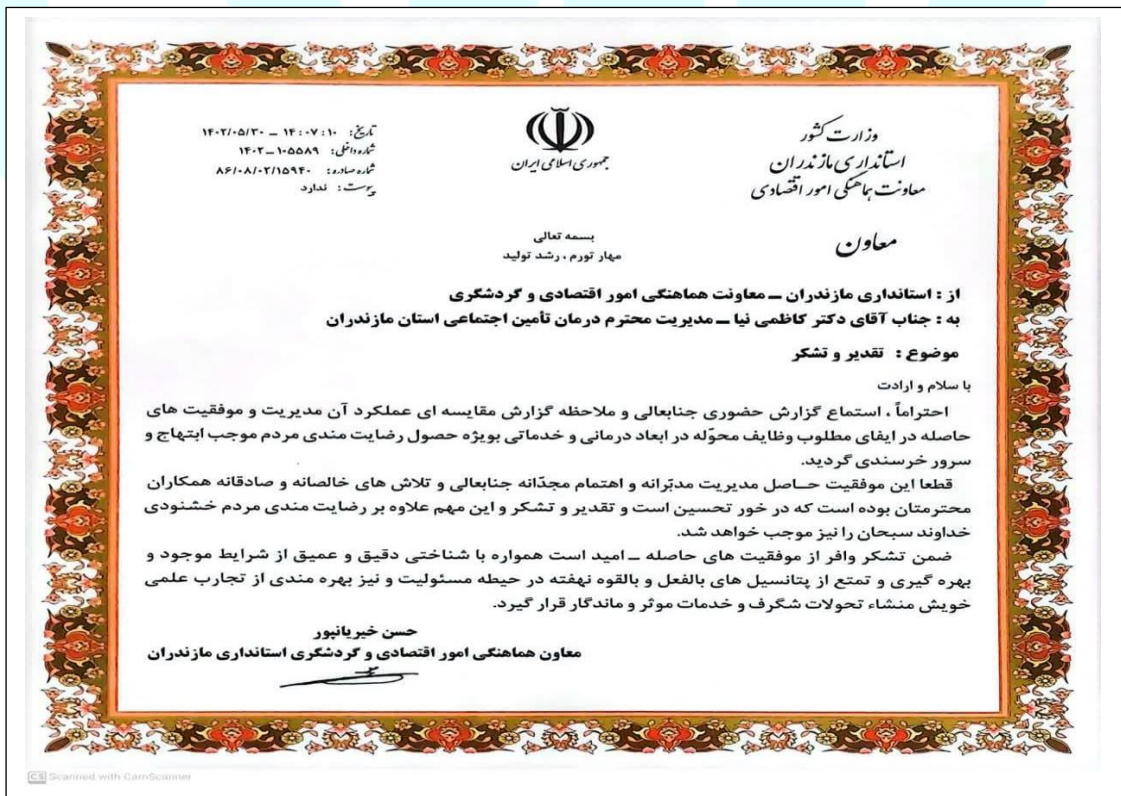 وزارت کشور
استانداری مازندران
معاونت هماهنگی امور اقتصادی
معاون
جمهوری اسلامی ایران
تاریخ: ۱۴:۰۷:۱۰ – ۱۴۰۲/۰۵/۳۰
شماره داخلی: ۱۴۰۲–۱۰۵۵۸۹
شماره صادره: ۸۶/۰۸/۰۲/۱۵۹۴۰
پیوست: ندارد
بسمه تعالی
مهار تورم ، رشد تولید
از : استانداری مازندران – معاونت هماهنگی امور اقتصادی و گردشگری
به : جناب آقای دکتر کاظمی نیا – مدیریت محترم درمان تأمین اجتماعی استان مازندران
موضوع : تقدیر و تشکر
با سلام و ارادت
احتراماً ، استماع گزارش حضوری جنابعالی و ملاحظه گزارش مقایسه ای عملکرد آن مدیریت و موفقیت های
حاصله در ایفای مطلوب وظایف محوّله در ابعاد درمانی و خدماتی بویژه حصول رضایت مندی مردم موجب ابتهاج و
سرور خرسندی گردید.
قطعا این موفقیت حـاصل مدیریت مدبّرانه و اهتمام مجدّانه جنابعالی و تلاش های خالصانه و صادقانه همکاران
محترمتان بوده است که در خور تحسین است و تقدیر و تشکر و این مهم علاوه بر رضایت مندی مردم خشنودی
خداوند سبحان را نیز موجب خواهد شد.
ضمن تشکر وافر از موفقیت های حاصله – امید است همواره با شناختی دقیق و عمیق از شرایط موجود و
بهره گیری و تمتع از پتانسیل های بالفعل و بالقوه نهفته در حیطه مسئولیت و نیز بهره مندی از تجارب علمی
خویش منشاء تحولات شگرف و خدمات موثر و ماندگار قرار گیرد.
حسن خیریانپور
معاون هماهنگی امور اقتصادی و گردشگری استانداری مازندران
CS Scanned with CamScanner